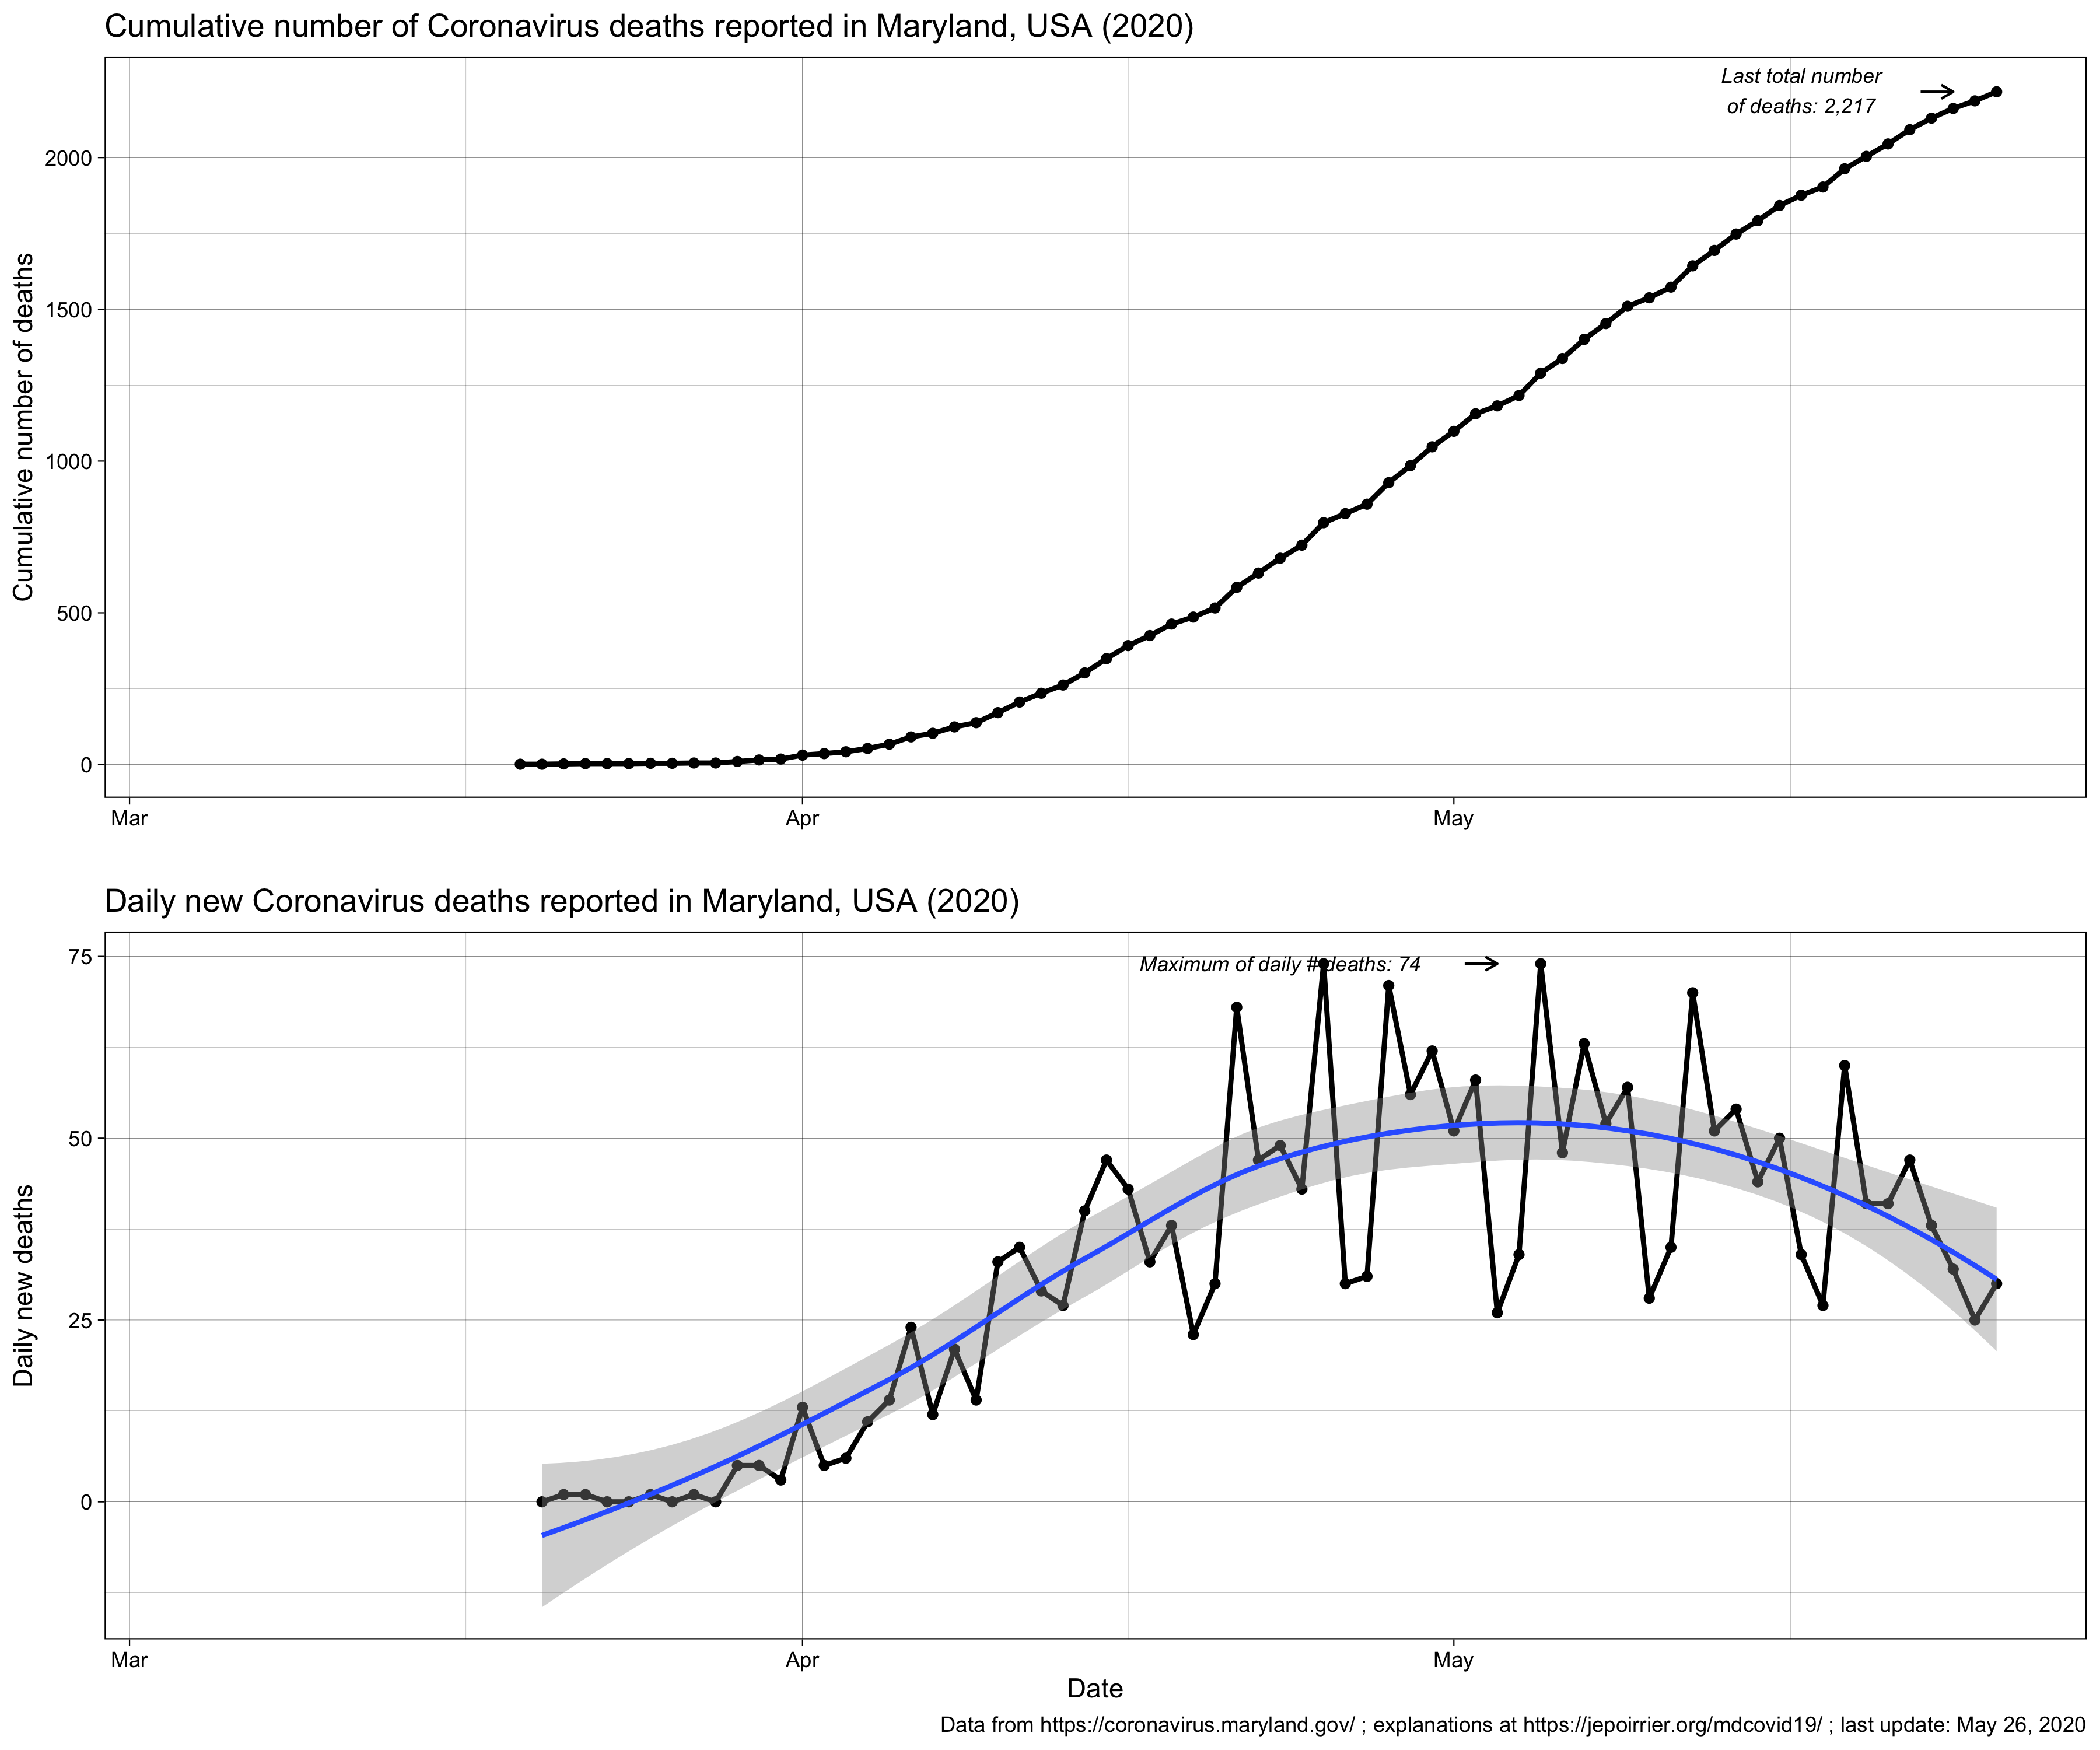 Cumulative number of Coronavirus deaths reported in Maryland, USA (2020)
Last total number
of deaths: 2,217
Cumulative number of deaths
2000
1500
1000
500
0
Mar
Apr
May
Daily new Coronavirus deaths reported in Maryland, USA (2020)
Maximum of daily # deaths: 74
Daily new deaths
75
50
25
0
Mar
Apr
May
Date
Data from https://coronavirus.maryland.gov/ ; explanations at https://jepoirrier.org/mdcovid19/ ; last update: May 26, 2020